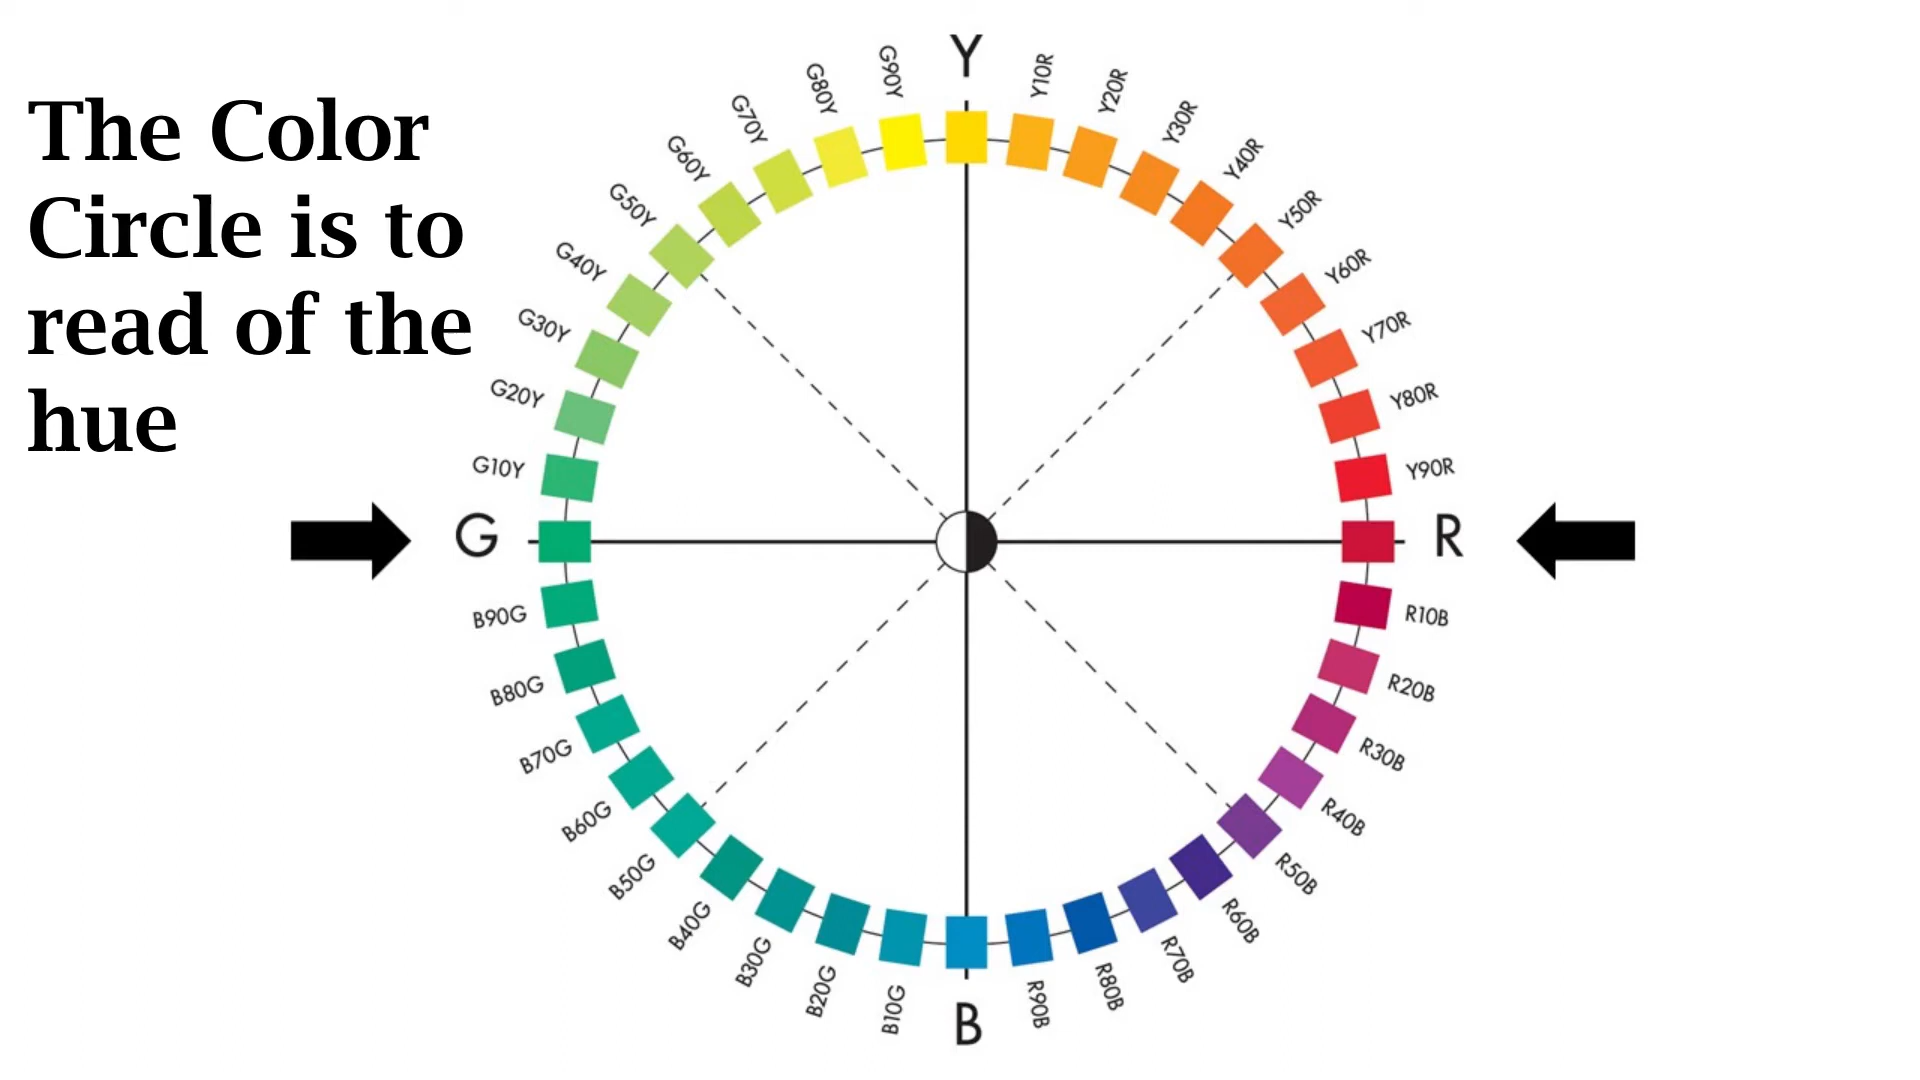 The Color
Circle is to
read of the
hue
Y
Y10R
Y20R
Y30R
Y40R
Y50R
Y60R
Y70R
Y80R
Y90R
R
R10B
R20B
R30B
R40B
R50B
R60B
R70B
R80B
R90B
B
B10G
B20G
B30G
B40G
B50G
B60G
B70G
B80G
B90G
G
G10Y
G20Y
G30Y
G40Y
G50Y
G60Y
G70Y
G80Y
G90Y